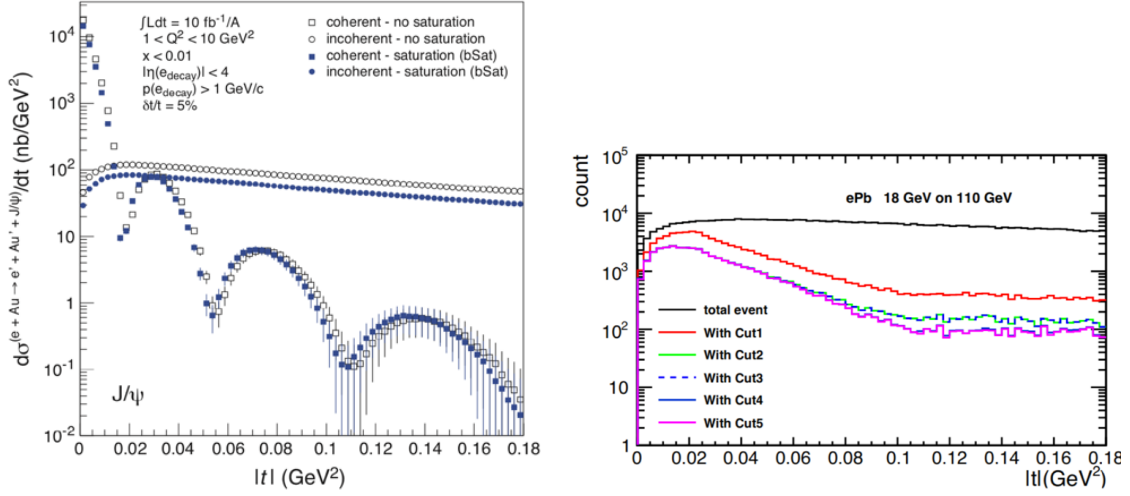 ∫Ldt = 10 fb⁻¹/A
1 < Q² < 10 GeV²
x < 0.01
|η(e_decay)| < 4
p(e_decay) > 1 GeV/c
δt/t = 5%
coherent - no saturation
incoherent - no saturation
coherent - saturation (bSat)
incoherent - saturation (bSat)
dσ^(e + Au → e' + Au' + J/ψ)/dt (nb/GeV²)
10⁴
10³
10²
10
1
10⁻¹
10⁻²
J/ψ
0 0.02 0.04 0.06 0.08 0.1 0.12 0.14 0.16 0.18
|t| (GeV²)
count
10⁵
10⁴
10³
10²
10
1
ePb 18 GeV on 110 GeV
total event
With Cut1
With Cut2
With Cut3
With Cut4
With Cut5
0 0.02 0.04 0.06 0.08 0.1 0.12 0.14 0.16 0.18
|t|(GeV²)